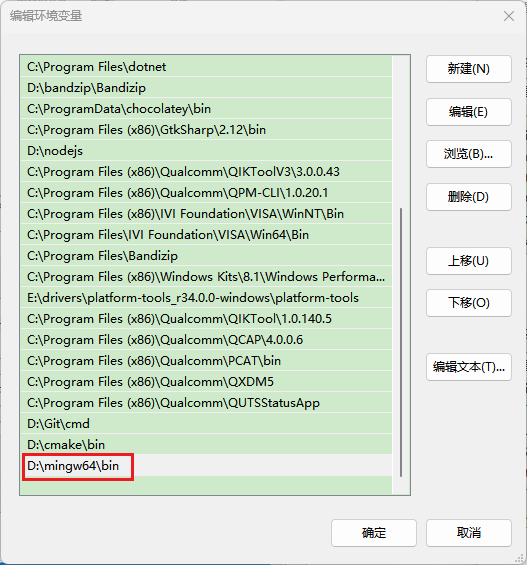 编辑环境变量
C:\Program Files\dotnet
D:\bandzip\Bandizip
C:\ProgramData\chocolatey\bin
C:\Program Files (x86)\GtkSharp\2.12\bin
D:\nodejs
C:\Program Files (x86)\Qualcomm\QIKToolV3\3.0.0.43
C:\Program Files (x86)\Qualcomm\QPM-CLI\1.0.20.1
C:\Program Files (x86)\IVI Foundation\VISA\WinNT\Bin
C:\Program Files\IVI Foundation\VISA\Win64\Bin
C:\Program Files\Bandizip
C:\Program Files (x86)\Windows Kits\8.1\Windows Performa...
E:\drivers\platform-tools_r34.0.0-windows\platform-tools
C:\Program Files (x86)\Qualcomm\QIKTool\1.0.140.5
C:\Program Files (x86)\Qualcomm\QCAP\4.0.0.6
C:\Program Files (x86)\Qualcomm\PCAT\bin
C:\Program Files (x86)\Qualcomm\QXDM5
C:\Program Files (x86)\Qualcomm\QUTSStatusApp
D:\Git\cmd
D:\cmake\bin
D:\mingw64\bin
新建(N)
编辑(E)
浏览(B)...
删除(D)
上移(U)
下移(O)
编辑文本(T)...
确定
取消